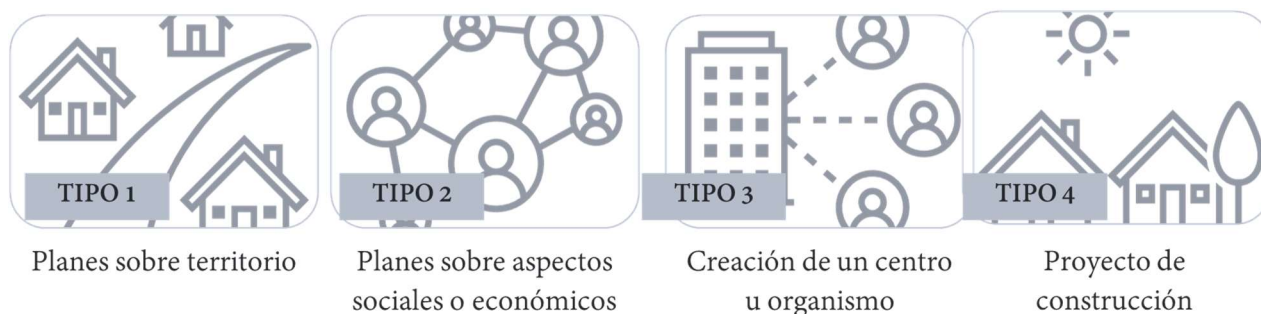 TIPO 1
TIPO 2
TIPO 3
TIPO 4
Planes sobre territorio
Planes sobre aspectos
sociales o económicos
Creación de un centro
u organismo
Proyecto de
construcción